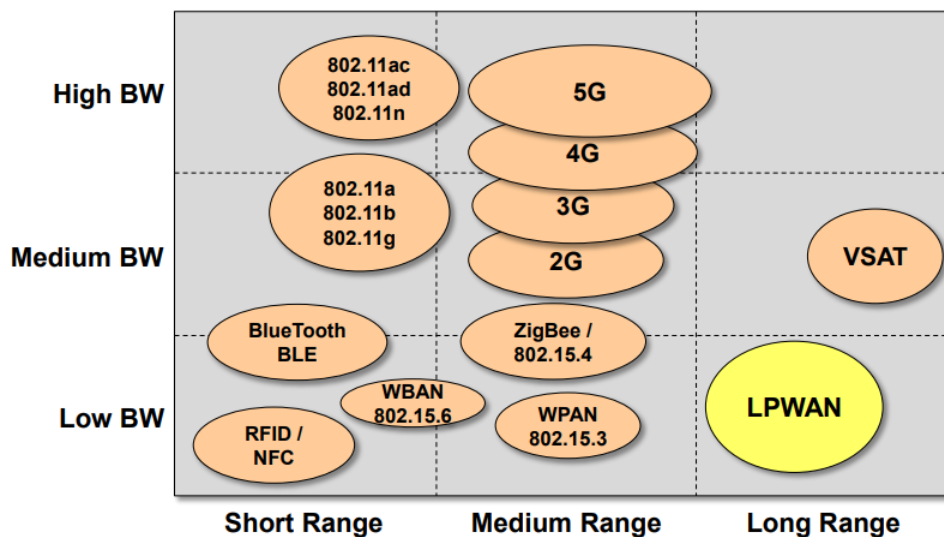 High BW
802.11ac
802.11ad
802.11n
5G
4G
Medium BW
802.11a
802.11b
802.11g
3G
2G
VSAT
BlueTooth
BLE
ZigBee /
802.15.4
Low BW
WBAN
802.15.6
RFID /
NFC
WPAN
802.15.3
LPWAN
Short Range
Medium Range
Long Range